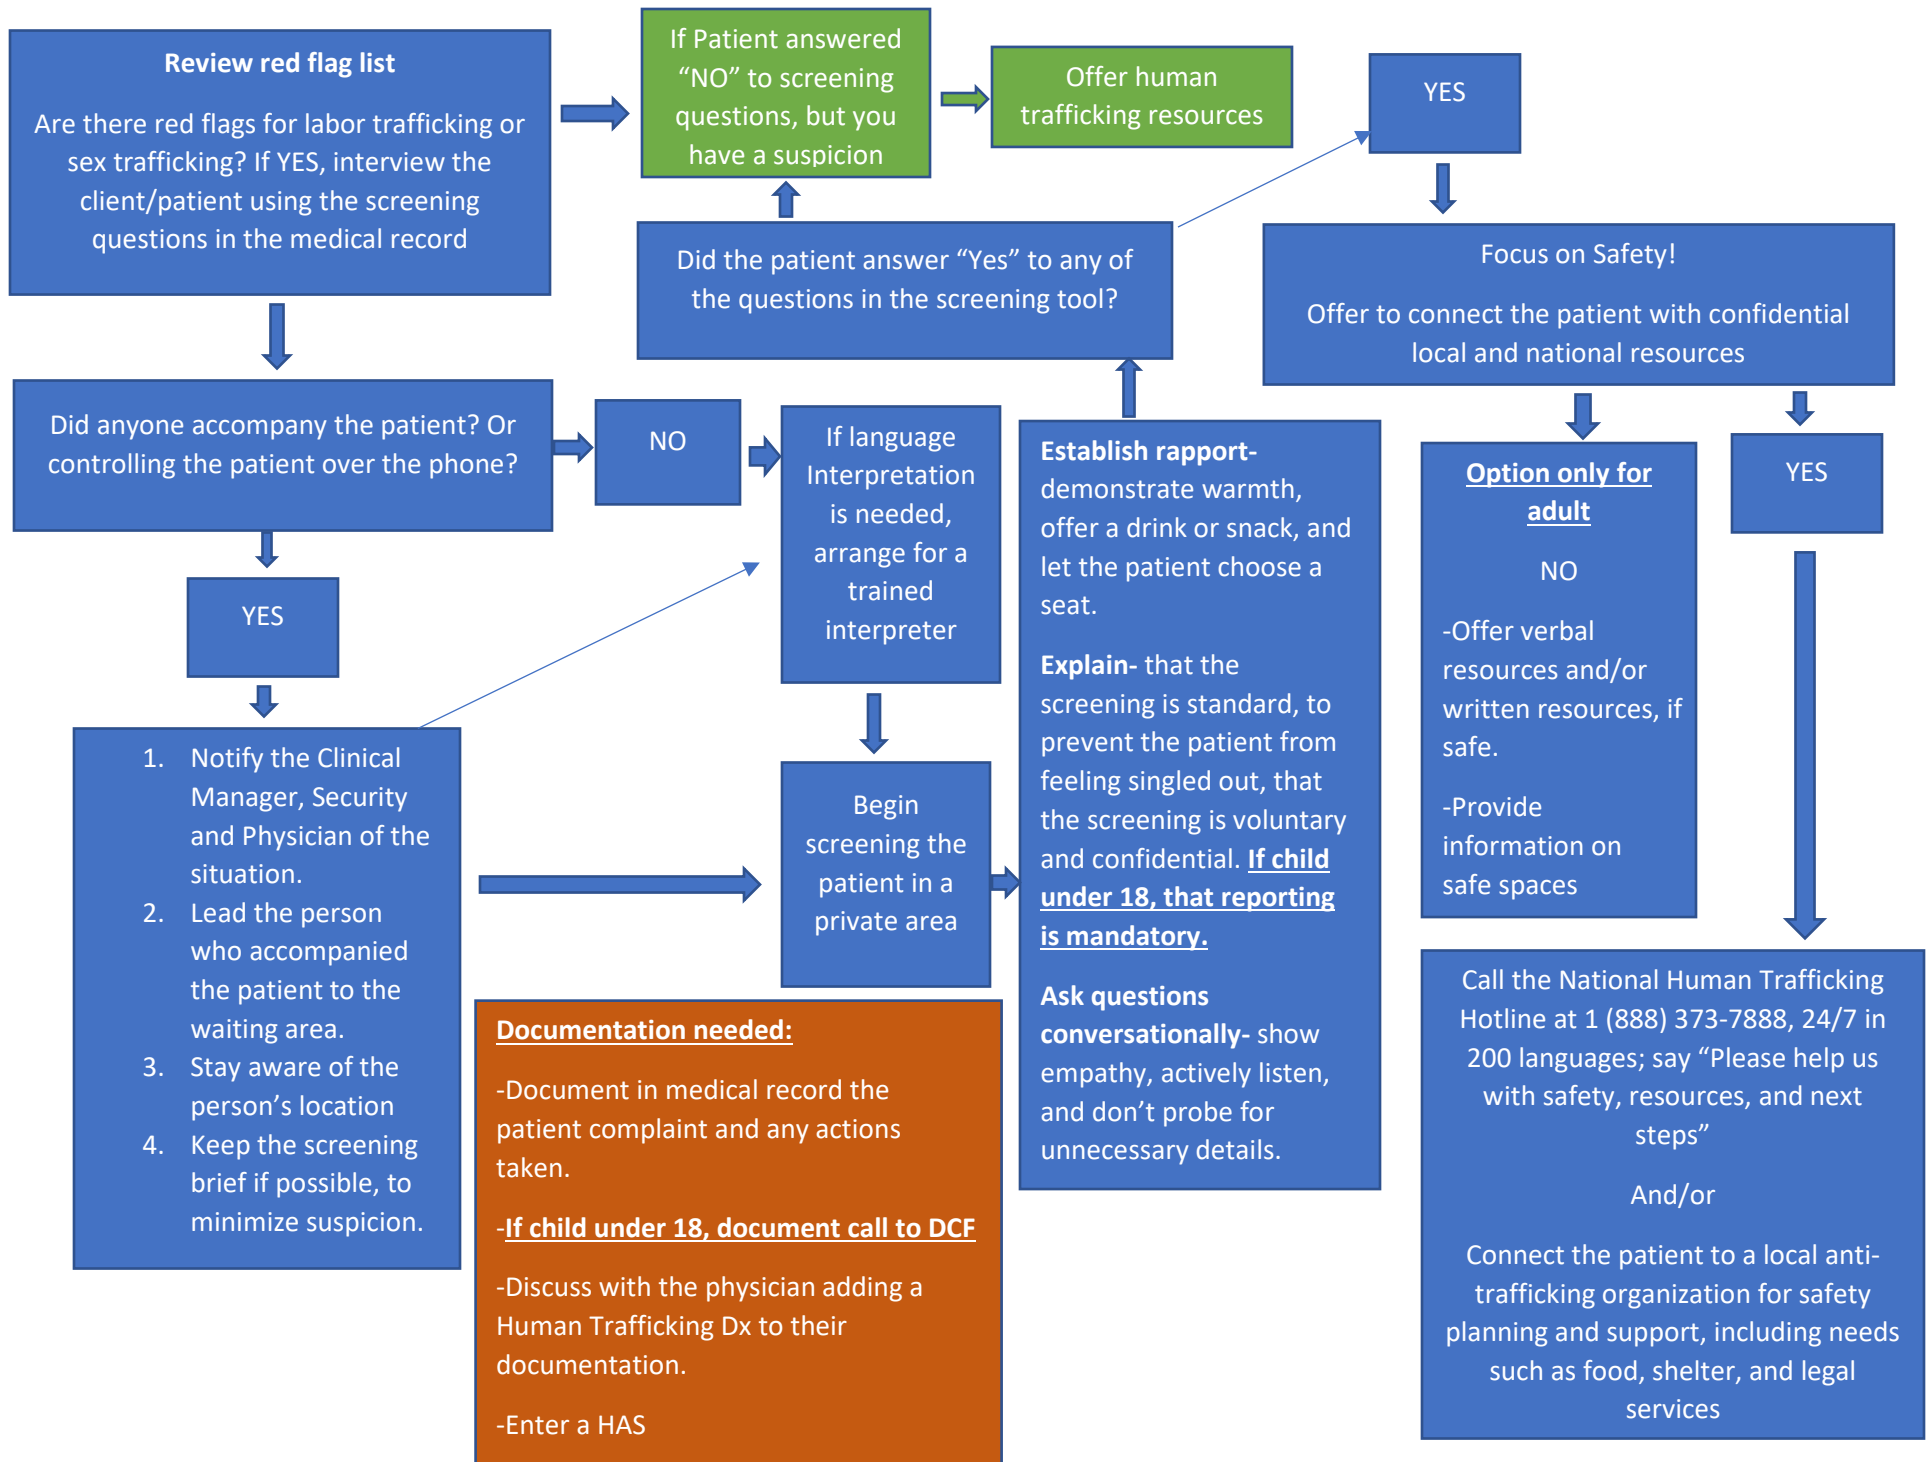 Review red flag list
Are there red flags for labor trafficking or
sex trafficking? If YES, interview the
client/patient using the screening
questions in the medical record
If Patient answered
“NO” to screening
questions, but you
have a suspicion
Offer human
trafficking resources
YES
Did the patient answer “Yes” to any of
the questions in the screening tool?
Focus on Safety!
Offer to connect the patient with confidential
local and national resources
Did anyone accompany the patient? Or
controlling the patient over the phone?
NO
If language
Interpretation
is needed,
arrange for a
trained
interpreter
YES
1. Notify the Clinical
Manager, Security
and Physician of the
situation.
2. Lead the person
who accompanied
the patient to the
waiting area.
3. Stay aware of the
person’s location
4. Keep the screening
brief if possible, to
minimize suspicion.
Begin
screening the
patient in a
private area
Establish rapport-
demonstrate warmth,
offer a drink or snack, and
let the patient choose a
seat.
Explain- that the
screening is standard, to
prevent the patient from
feeling singled out, that
the screening is voluntary
and confidential. If child
under 18, that reporting
is mandatory.
Ask questions
conversationally- show
empathy, actively listen,
and don’t probe for
unnecessary details.
Option only for
adult
NO
-Offer verbal
resources and/or
written resources, if
safe.
-Provide
information on
safe spaces
YES
Call the National Human Trafficking
Hotline at 1 (888) 373-7888, 24/7 in
200 languages; say “Please help us
with safety, resources, and next
steps”
And/or
Connect the patient to a local anti-
trafficking organization for safety
planning and support, including needs
such as food, shelter, and legal
services
Documentation needed:
-Document in medical record the
patient complaint and any actions
taken.
-If child under 18, document call to DCF
-Discuss with the physician adding a
Human Trafficking Dx to their
documentation.
-Enter a HAS